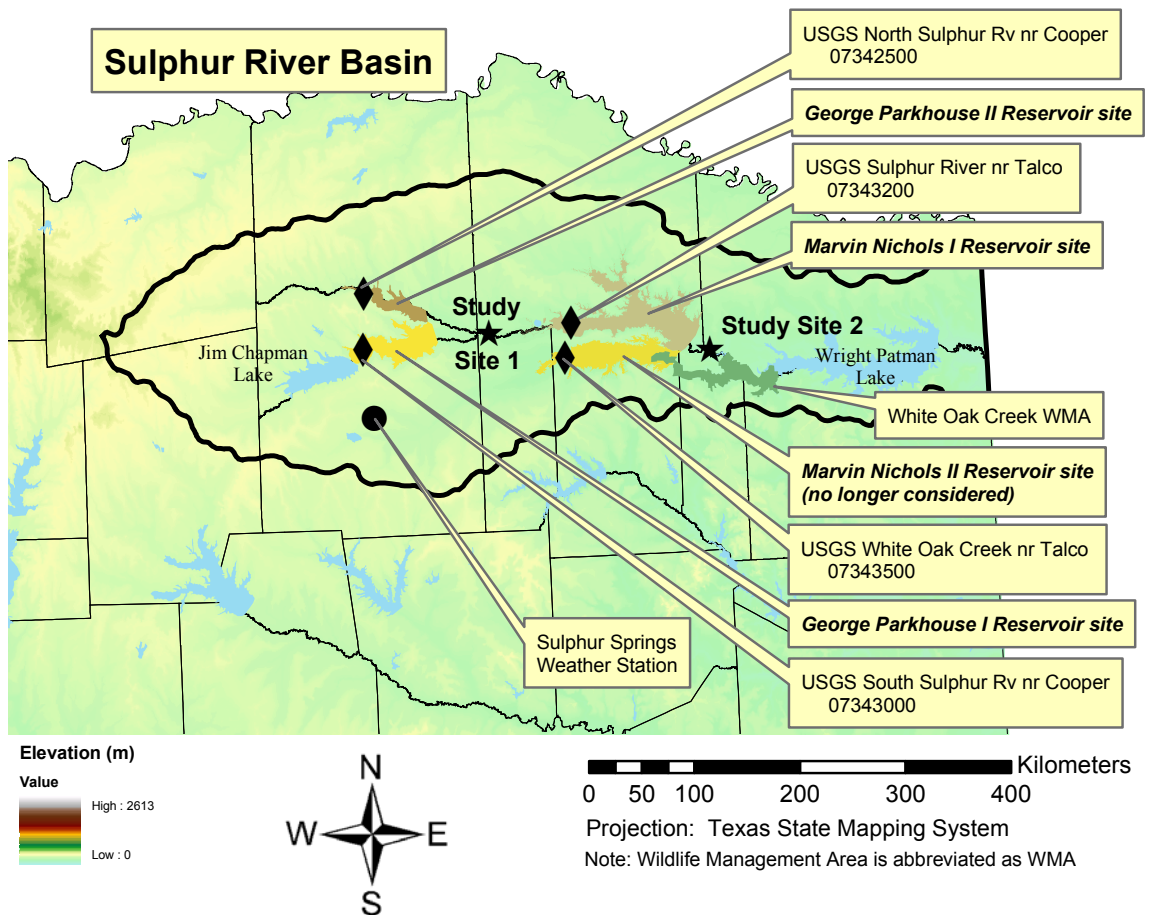 Sulphur River Basin
USGS North Sulphur Rv nr Cooper
07342500
George Parkhouse II Reservoir site
USGS Sulphur River nr Talco
07343200
Marvin Nichols I Reservoir site
Study
Site 1
Study Site 2
Jim Chapman
Lake
Wright Patman
Lake
White Oak Creek WMA
Marvin Nichols II Reservoir site
(no longer considered)
USGS White Oak Creek nr Talco
07343500
George Parkhouse I Reservoir site
Sulphur Springs
Weather Station
USGS South Sulphur Rv nr Cooper
07343000
Elevation (m)
Value
High : 2613
Low : 0
N
W E
S
Kilometers
0 50 100 200 300 400
Projection: Texas State Mapping System
Note: Wildlife Management Area is abbreviated as WMA